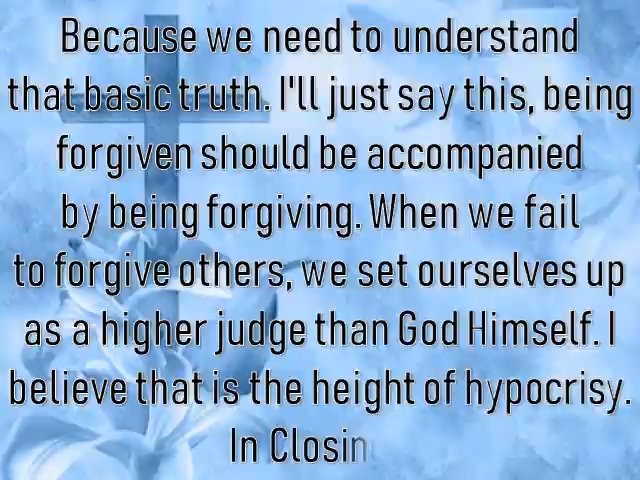 Because we need to understand
that basic truth. I'll just say this, being
forgiven should be accompanied
by being forgiving. When we fail
to forgive others, we set ourselves up
as a higher judge than God Himself. I
believe that is the height of hypocrisy.
In Closin